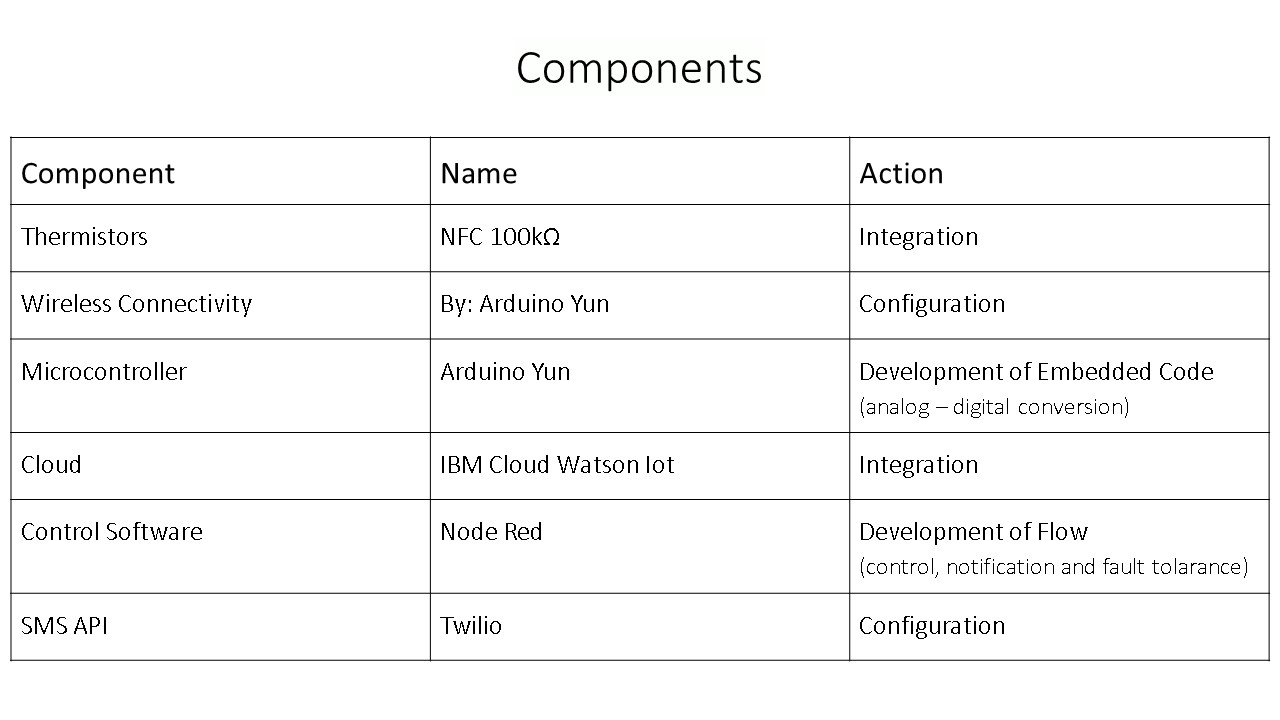 Components
Component Name Action
Thermistors NFC 100kΩ Integration
Wireless Connectivity By: Arduino Yun Configuration
Microcontroller Arduino Yun Development of Embedded Code
(analog – digital conversion)
Cloud IBM Cloud Watson Iot Integration
Control Software Node Red Development of Flow
(control, notification and fault tolarance)
SMS API Twilio Configuration